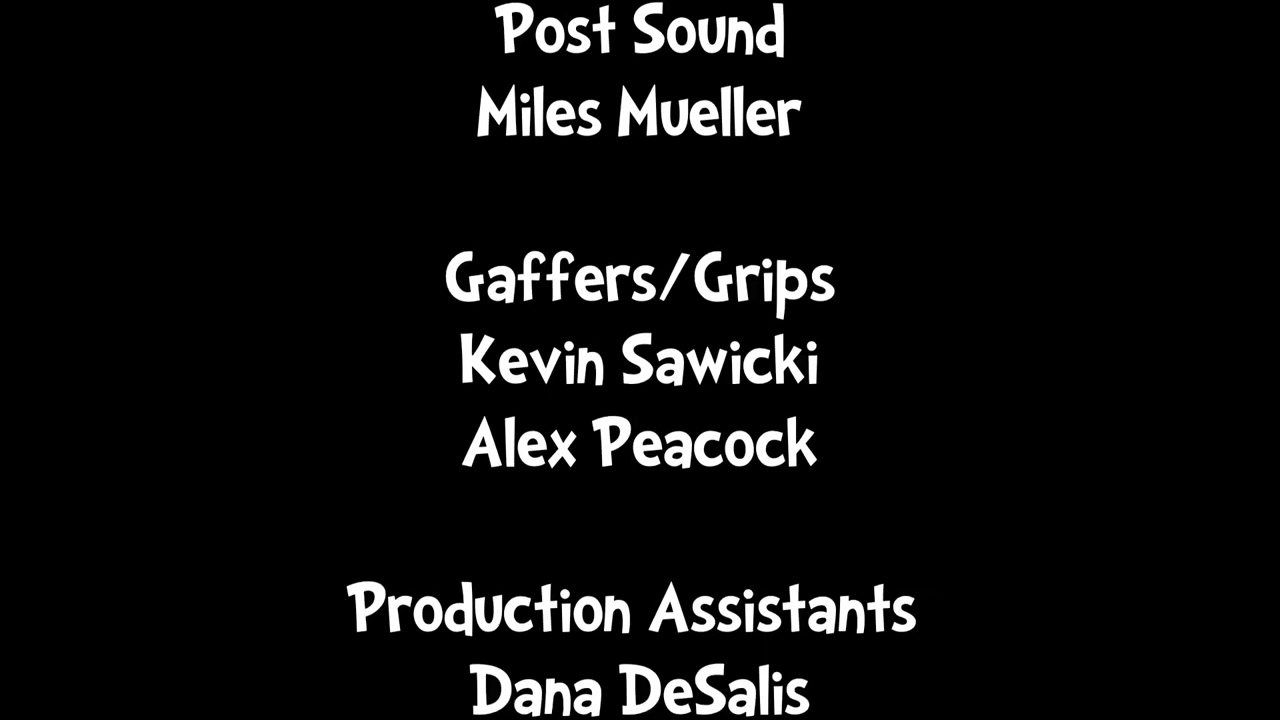 Post Sound
Miles Mueller
Gaffers/Grips
Kevin Sawicki
Alex Peacock
Production Assistants
Dana DeSalis